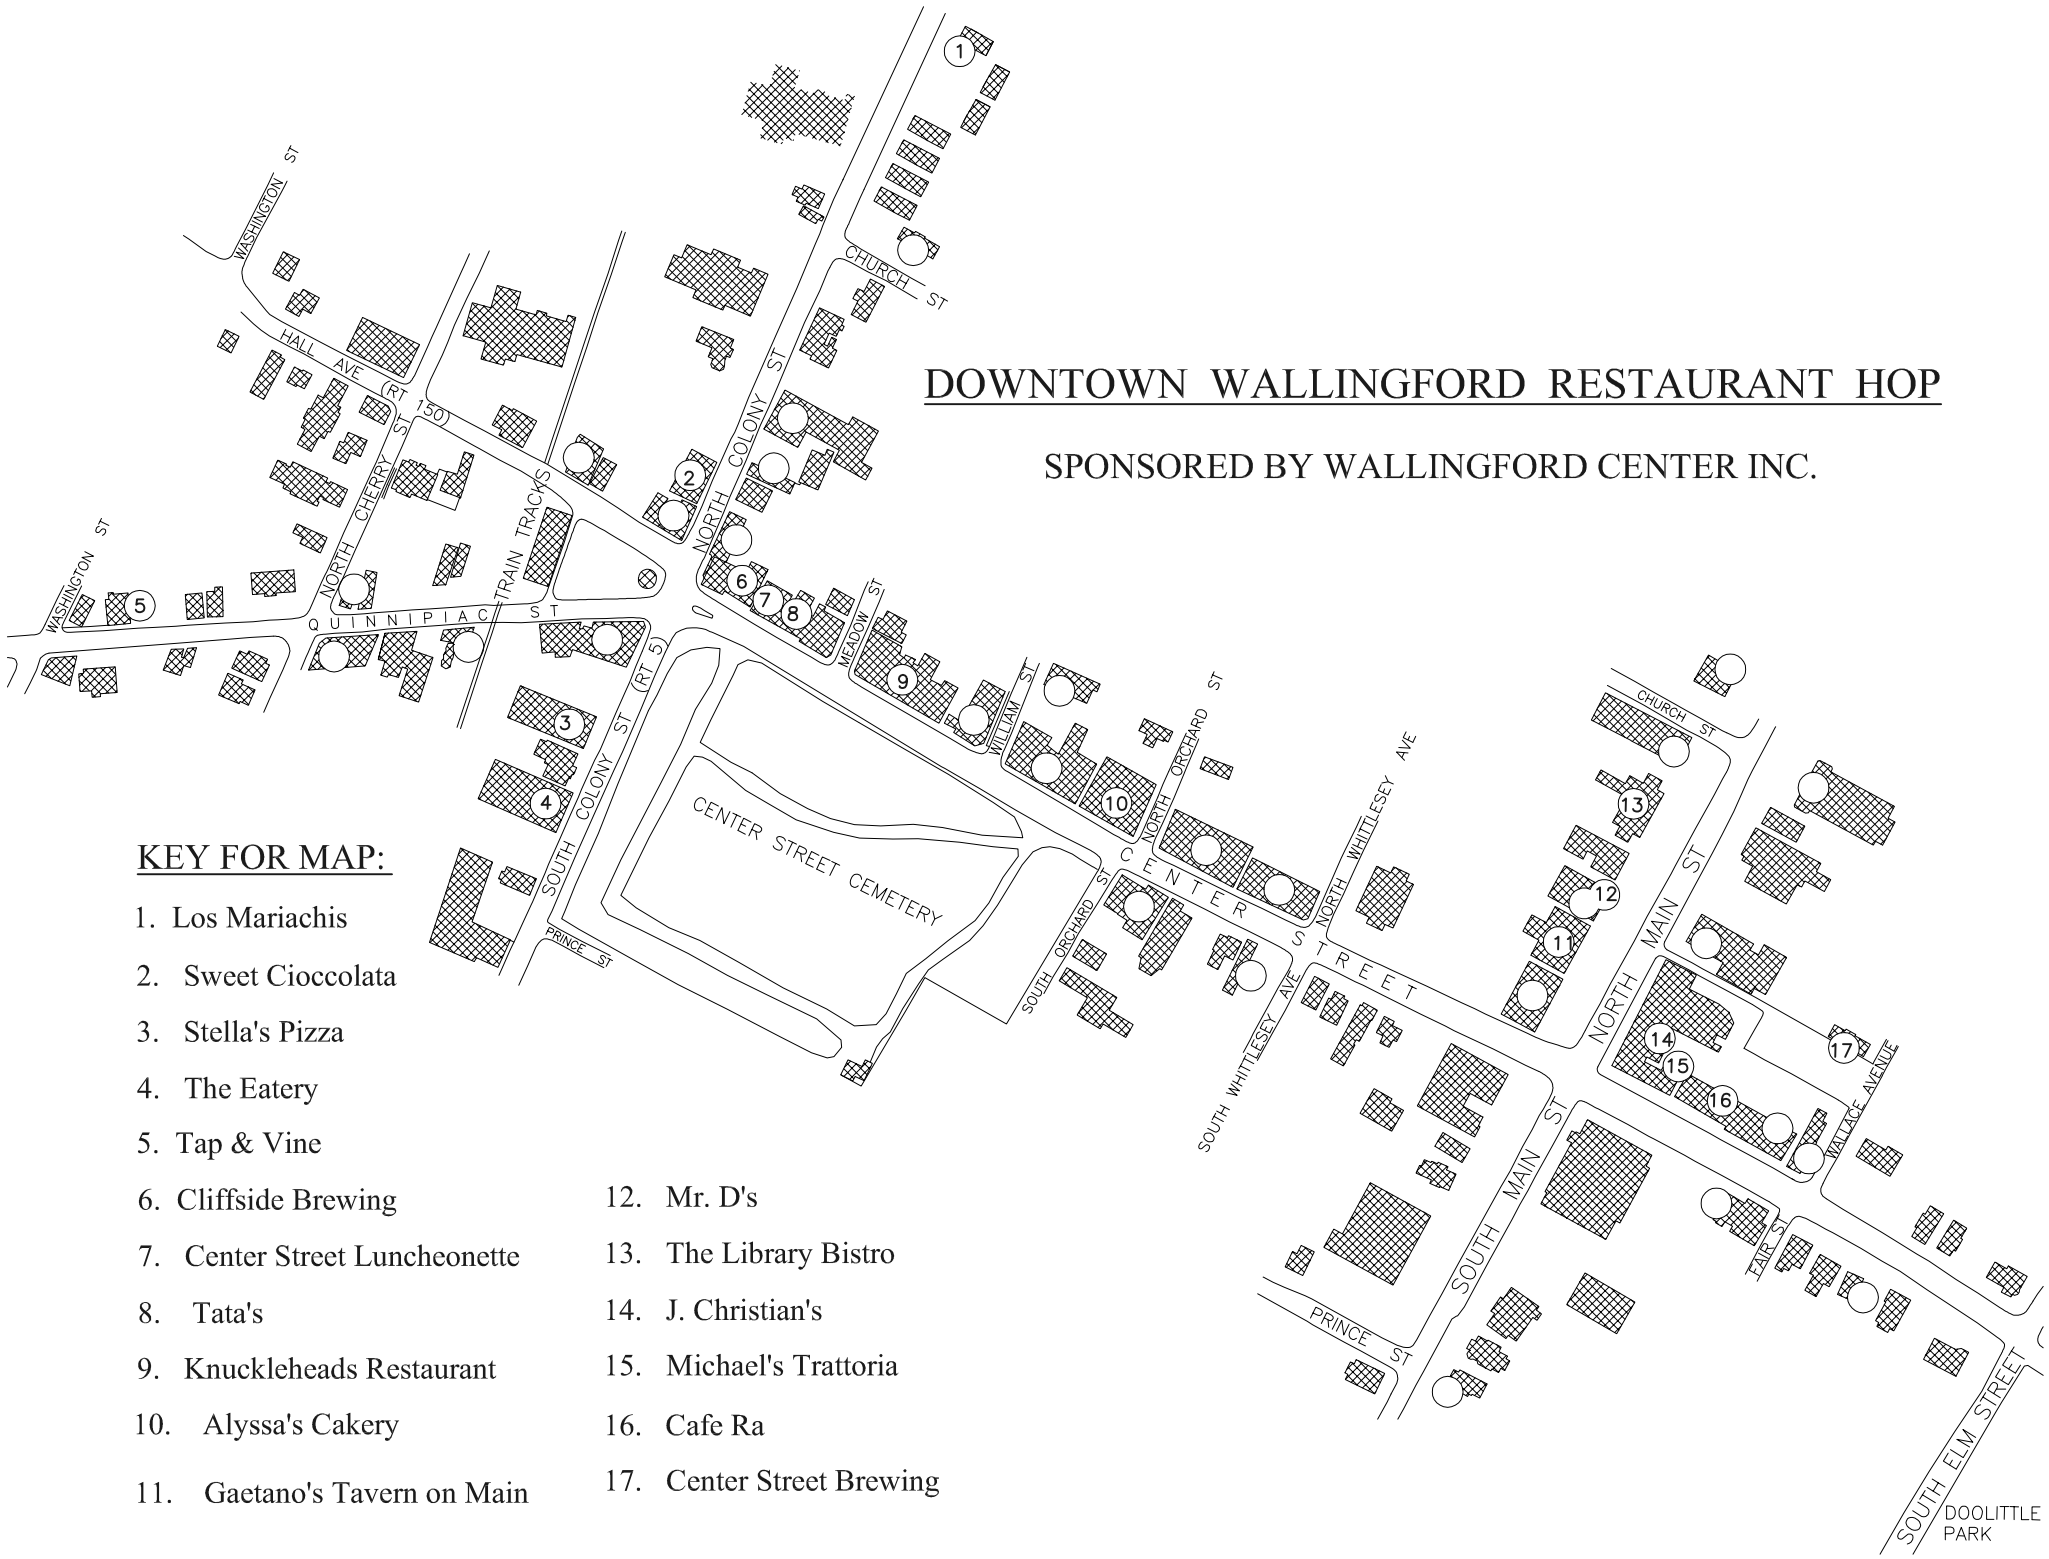 DOWNTOWN WALLINGFORD RESTAURANT HOP
SPONSORED BY WALLINGFORD CENTER INC.
1
WASHINGTON ST
CHURCH ST
HALL AVE (RT 150)
NORTH COLONY ST
2
NORTH CHERRY ST
TRAIN TRACKS
WASHINGTON ST
5
QUINNIPIAC ST
6
7
8
MEADOW ST
9
WILLIAM ST
SOUTH COLONY ST (RT 5)
3
4
CENTER STREET CEMETERY
PRINCE ST
10
NORTH ORCHARD ST
SOUTH ORCHARD ST
CENTER STREET
NORTH WHITTLESEY AVE
SOUTH WHITTLESEY AVE
CHURCH ST
13
12
11
NORTH MAIN ST
14
15
16
17
WALLACE AVENUE
SOUTH MAIN ST
FAIR ST
PRINCE ST
SOUTH ELM STREET
DOOLITTLE
PARK
KEY FOR MAP:
1. Los Mariachis
2. Sweet Cioccolata
3. Stella's Pizza
4. The Eatery
5. Tap & Vine
6. Cliffside Brewing
7. Center Street Luncheonette
8. Tata's
9. Knuckleheads Restaurant
10. Alyssa's Cakery
11. Gaetano's Tavern on Main
12. Mr. D's
13. The Library Bistro
14. J. Christian's
15. Michael's Trattoria
16. Cafe Ra
17. Center Street Brewing